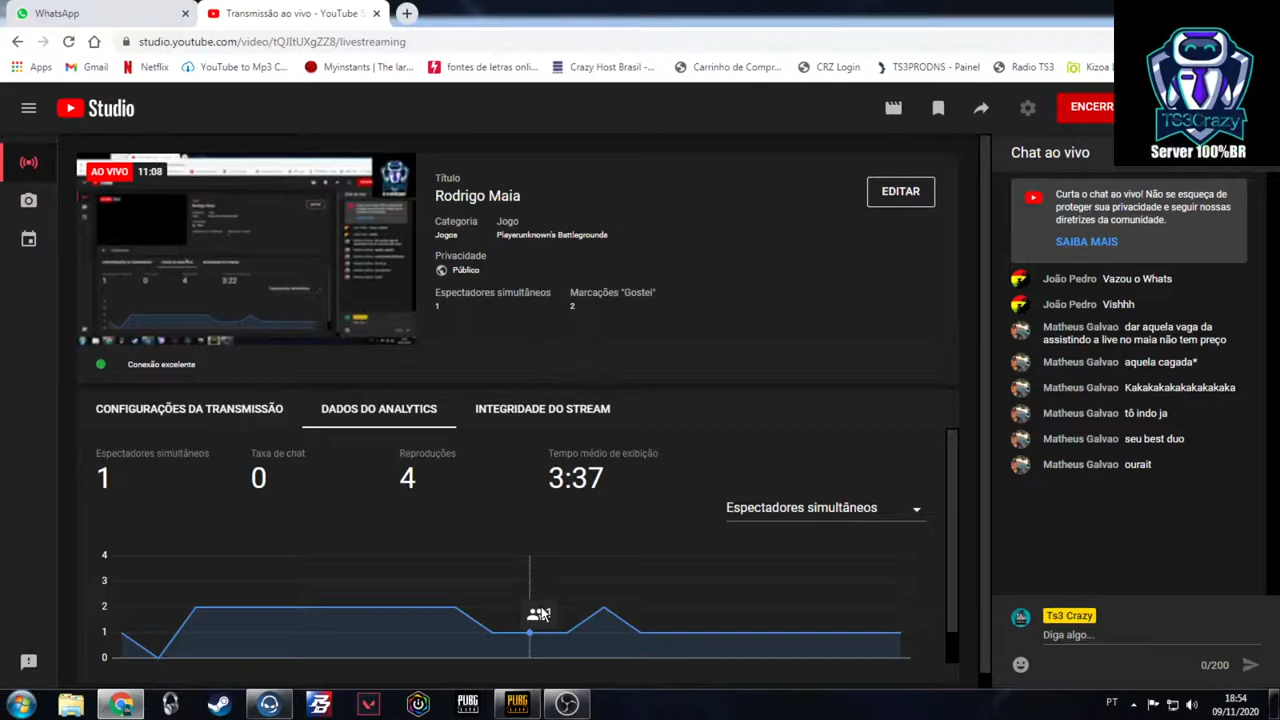 WhatsApp
Transmissão ao vivo - YouTube S
studio.youtube.com/video/tQJItUXgZZ8/livestreaming
Apps Gmail Netflix YouTube to Mp3 C... Myinstants | The lar... fontes de letras onli... Crazy Host Brasil -... Carrinho de Compr... CRZ Login TS3PRODNS - Painel Radio TS3 Kizoa
TS3Crazy
Server 100%BR
Studio
ENCERR
AO VIVO 11:08
Título
Rodrigo Maia
EDITAR
Categoria Jogo
Jogos Playerunknown's Battlegrounds
Privacidade
Público
Espectadores simultâneos Marcações "Gostei"
1 2
Conexão excelente
CONFIGURAÇÕES DA TRANSMISSÃO DADOS DO ANALYTICS INTEGRIDADE DO STREAM
Espectadores simultâneos Taxa de chat Reproduções Tempo médio de exibição
1 0 4 3:37
Espectadores simultâneos
4
3
2
1
0
Chat ao vivo
Curta o chat ao vivo! Não se esqueça de
proteger sua privacidade e seguir nossas
diretrizes da comunidade.
SAIBA MAIS
João Pedro Vazou o Whats
João Pedro Vishhh
Matheus Galvao dar aquela vaga da
assistindo a live no maia não tem preço
Matheus Galvao aquela cagada*
Matheus Galvao Kakakakakakakakaka
Matheus Galvao tô indo ja
Matheus Galvao seu best duo
Matheus Galvao ourait
Ts3 Crazy
Diga algo...
0/200
PUBG
LITE
PUBG
LITE
PT
18:54
09/11/2020